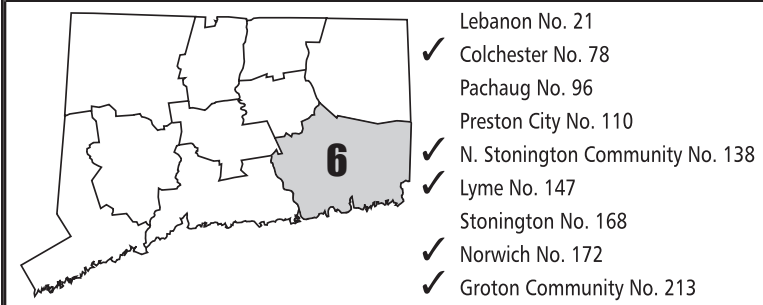 6
Lebanon No. 21
✓ Colchester No. 78
Pachaug No. 96
Preston City No. 110
✓ N. Stonington Community No. 138
✓ Lyme No. 147
Stonington No. 168
✓ Norwich No. 172
✓ Groton Community No. 213